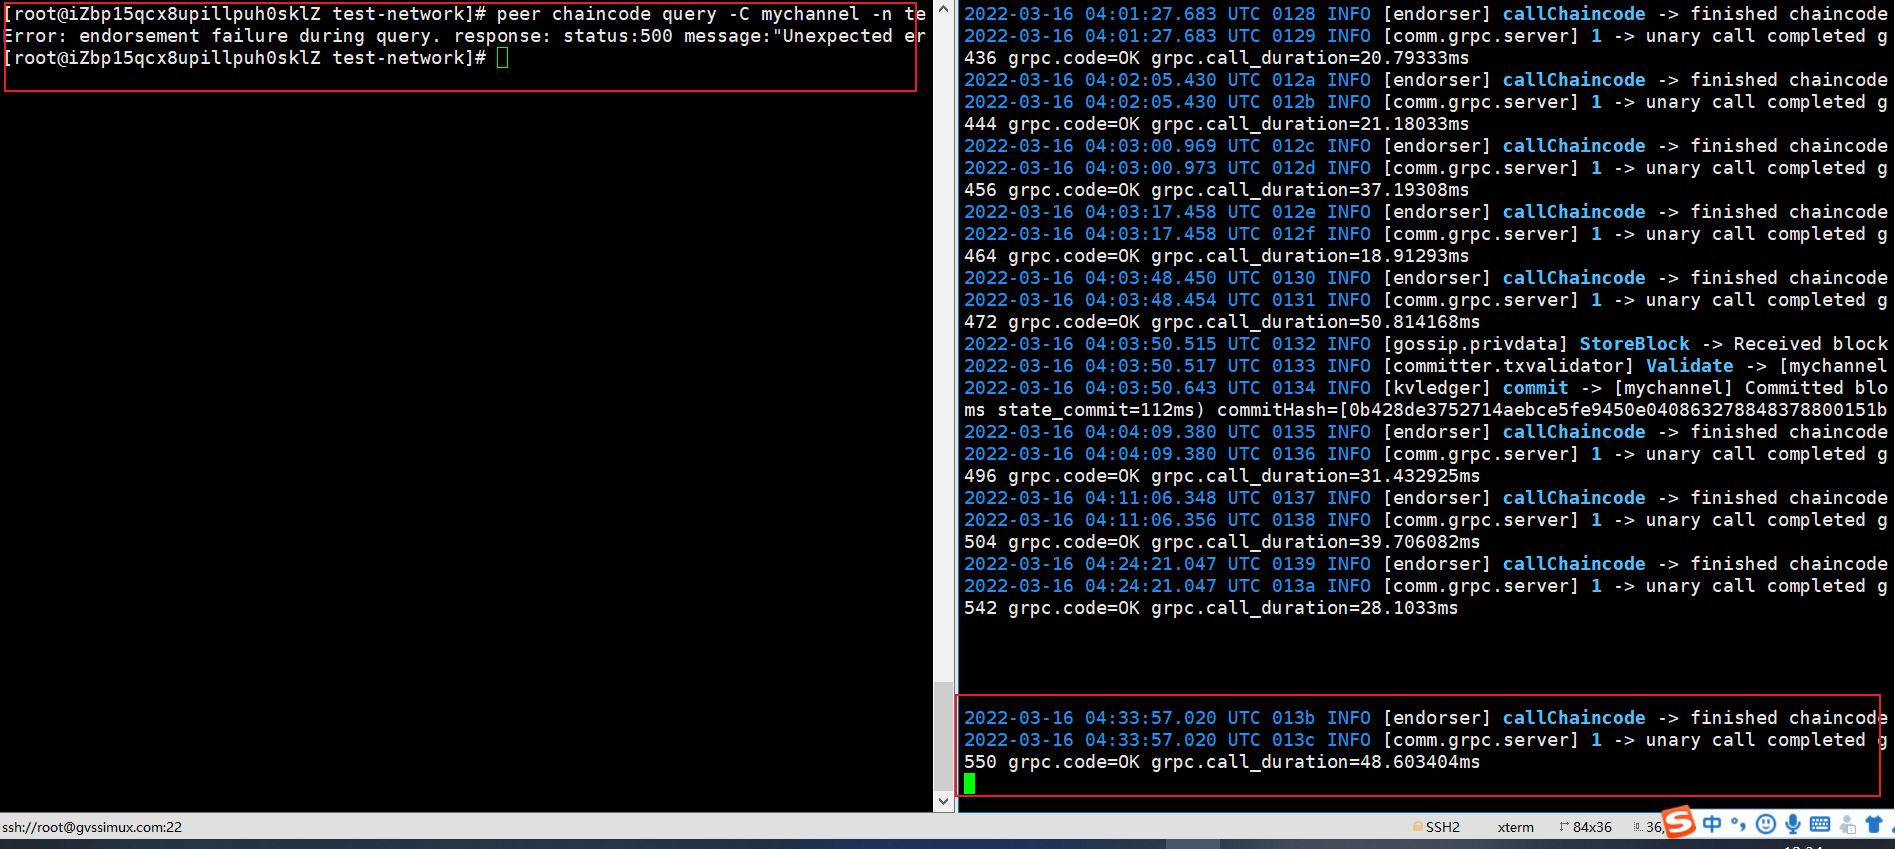 [root@iZbp15qcx8upillpuh0sklZ test-network]# peer chaincode query -C mychannel -n te
Error: endorsement failure during query. response: status:500 message:"Unexpected er
[root@iZbp15qcx8upillpuh0sklZ test-network]#
2022-03-16 04:01:27.683 UTC 0128 INFO [endorser] callChaincode -> finished chaincode
2022-03-16 04:01:27.683 UTC 0129 INFO [comm.grpc.server] 1 -> unary call completed g
436 grpc.code=OK grpc.call_duration=20.79333ms
2022-03-16 04:02:05.430 UTC 012a INFO [endorser] callChaincode -> finished chaincode
2022-03-16 04:02:05.430 UTC 012b INFO [comm.grpc.server] 1 -> unary call completed g
444 grpc.code=OK grpc.call_duration=21.18033ms
2022-03-16 04:03:00.969 UTC 012c INFO [endorser] callChaincode -> finished chaincode
2022-03-16 04:03:00.973 UTC 012d INFO [comm.grpc.server] 1 -> unary call completed g
456 grpc.code=OK grpc.call_duration=37.19308ms
2022-03-16 04:03:17.458 UTC 012e INFO [endorser] callChaincode -> finished chaincode
2022-03-16 04:03:17.458 UTC 012f INFO [comm.grpc.server] 1 -> unary call completed g
464 grpc.code=OK grpc.call_duration=18.91293ms
2022-03-16 04:03:48.450 UTC 0130 INFO [endorser] callChaincode -> finished chaincode
2022-03-16 04:03:48.454 UTC 0131 INFO [comm.grpc.server] 1 -> unary call completed g
472 grpc.code=OK grpc.call_duration=50.814168ms
2022-03-16 04:03:50.515 UTC 0132 INFO [gossip.privdata] StoreBlock -> Received block
2022-03-16 04:03:50.517 UTC 0133 INFO [committer.txvalidator] Validate -> [mychannel
2022-03-16 04:03:50.643 UTC 0134 INFO [kvledger] commit -> [mychannel] Committed blo
ms state_commit=112ms) commitHash=[0b428de3752714aebce5fe9450e040863278848378800151b
2022-03-16 04:04:09.380 UTC 0135 INFO [endorser] callChaincode -> finished chaincode
2022-03-16 04:04:09.380 UTC 0136 INFO [comm.grpc.server] 1 -> unary call completed g
496 grpc.code=OK grpc.call_duration=31.432925ms
2022-03-16 04:11:06.348 UTC 0137 INFO [endorser] callChaincode -> finished chaincode
2022-03-16 04:11:06.356 UTC 0138 INFO [comm.grpc.server] 1 -> unary call completed g
504 grpc.code=OK grpc.call_duration=39.706082ms
2022-03-16 04:24:21.047 UTC 0139 INFO [endorser] callChaincode -> finished chaincode
2022-03-16 04:24:21.047 UTC 013a INFO [comm.grpc.server] 1 -> unary call completed g
542 grpc.code=OK grpc.call_duration=28.1033ms
2022-03-16 04:33:57.020 UTC 013b INFO [endorser] callChaincode -> finished chaincode
2022-03-16 04:33:57.020 UTC 013c INFO [comm.grpc.server] 1 -> unary call completed g
550 grpc.code=OK grpc.call_duration=48.603404ms
ssh://root@gvssimux.com:22
SSH2 xterm 84x36 36, 中